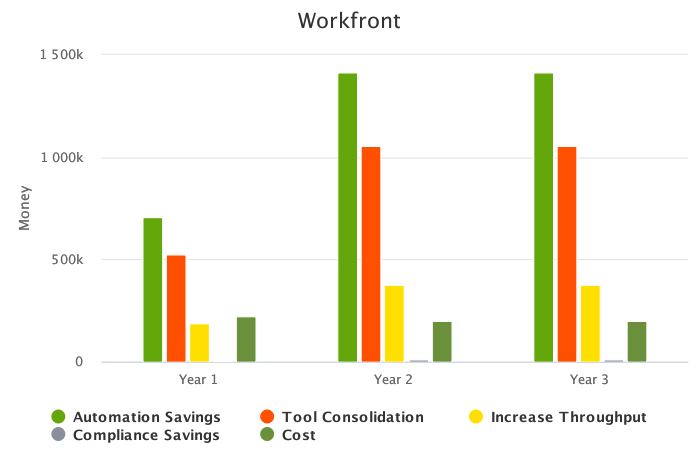 Workfront
1 500k
1 000k
500k
0
Money
Year 1 Year 2 Year 3
Automation Savings Tool Consolidation Increase Throughput
Compliance Savings Cost